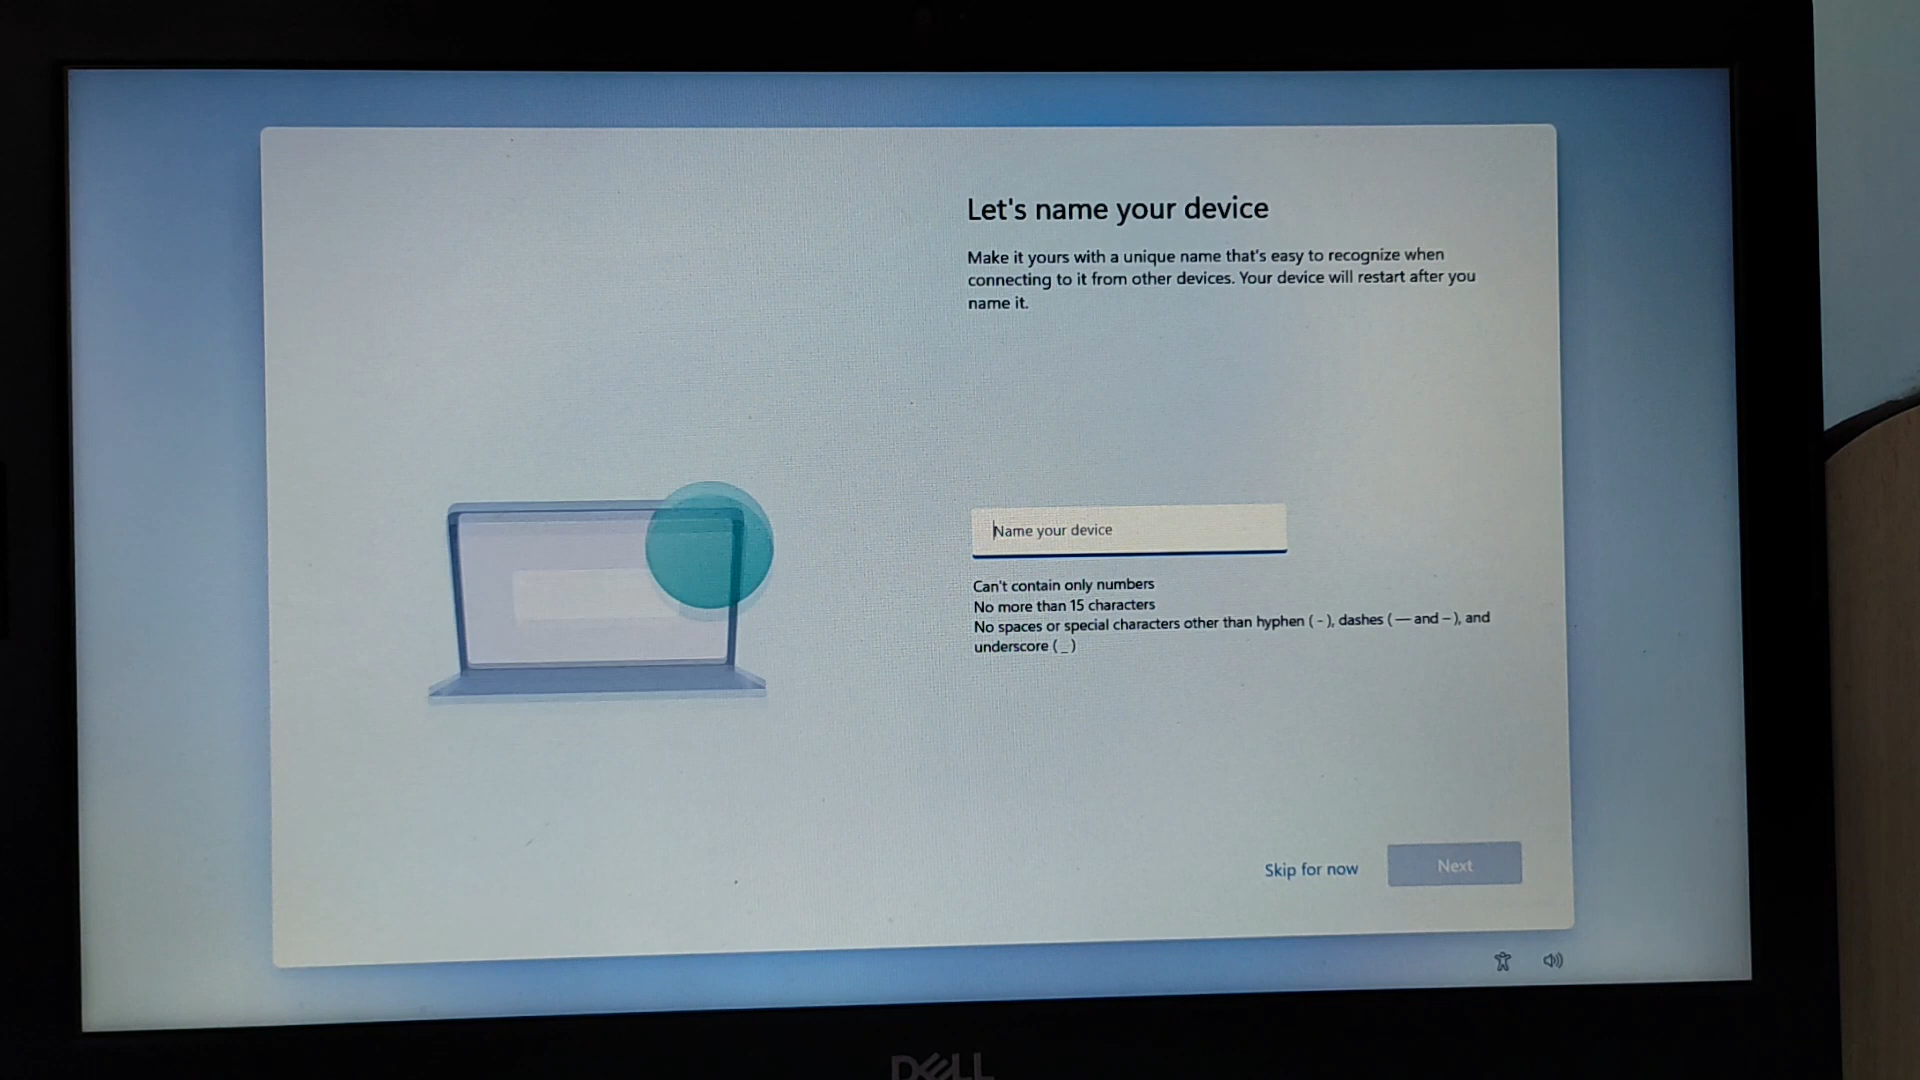 Let's name your device
Make it yours with a unique name that's easy to recognize when
connecting to it from other devices. Your device will restart after you
name it.
Name your device
Can't contain only numbers
No more than 15 characters
No spaces or special characters other than hyphen ( - ), dashes ( — and – ), and
underscore ( _ )
Skip for now
Next
DELL